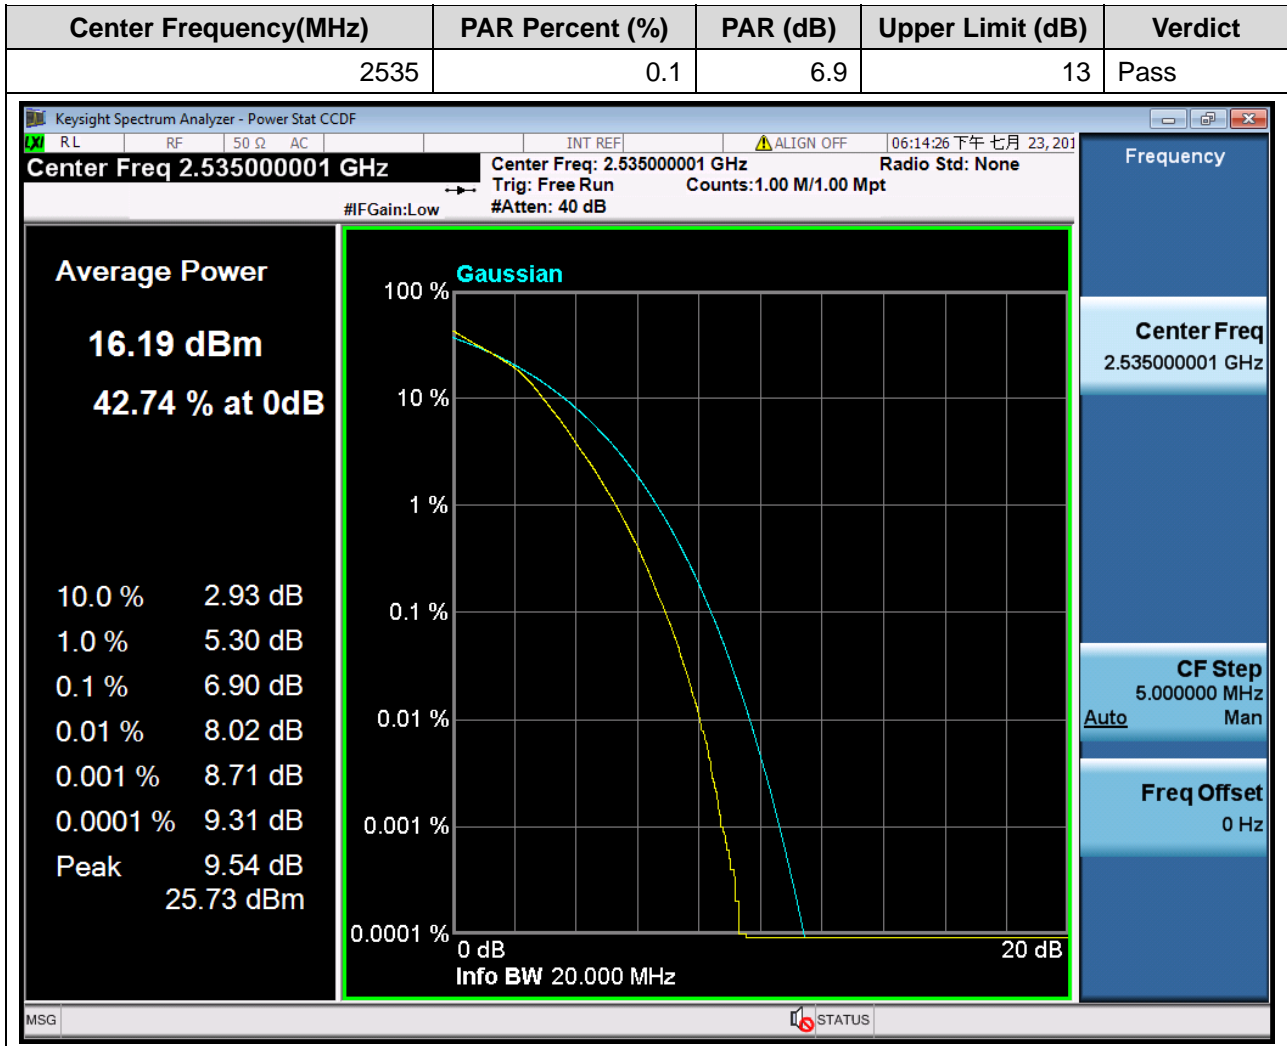 Center Frequency(MHz) PAR Percent (%) PAR (dB) Upper Limit (dB) Verdict
2535 0.1 6.9 13 Pass
Keysight Spectrum Analyzer - Power Stat CCDF
LXI RL RF 50 Ω AC INT REF ALIGN OFF 06:14:26 下午 七月 23, 201
Center Freq 2.535000001 GHz
#IFGain:Low
Center Freq: 2.535000001 GHz Radio Std: None
Trig: Free Run Counts:1.00 M/1.00 Mpt
#Atten: 40 dB
Average Power
16.19 dBm
42.74 % at 0dB
10.0 % 2.93 dB
1.0 % 5.30 dB
0.1 % 6.90 dB
0.01 % 8.02 dB
0.001 % 8.71 dB
0.0001 % 9.31 dB
Peak 9.54 dB
25.73 dBm
Gaussian
100 %
10 %
1 %
0.1 %
0.01 %
0.001 %
0.0001 %
0 dB 20 dB
Info BW 20.000 MHz
Frequency
Center Freq
2.535000001 GHz
CF Step
5.000000 MHz
Auto Man
Freq Offset
0 Hz
MSG STATUS